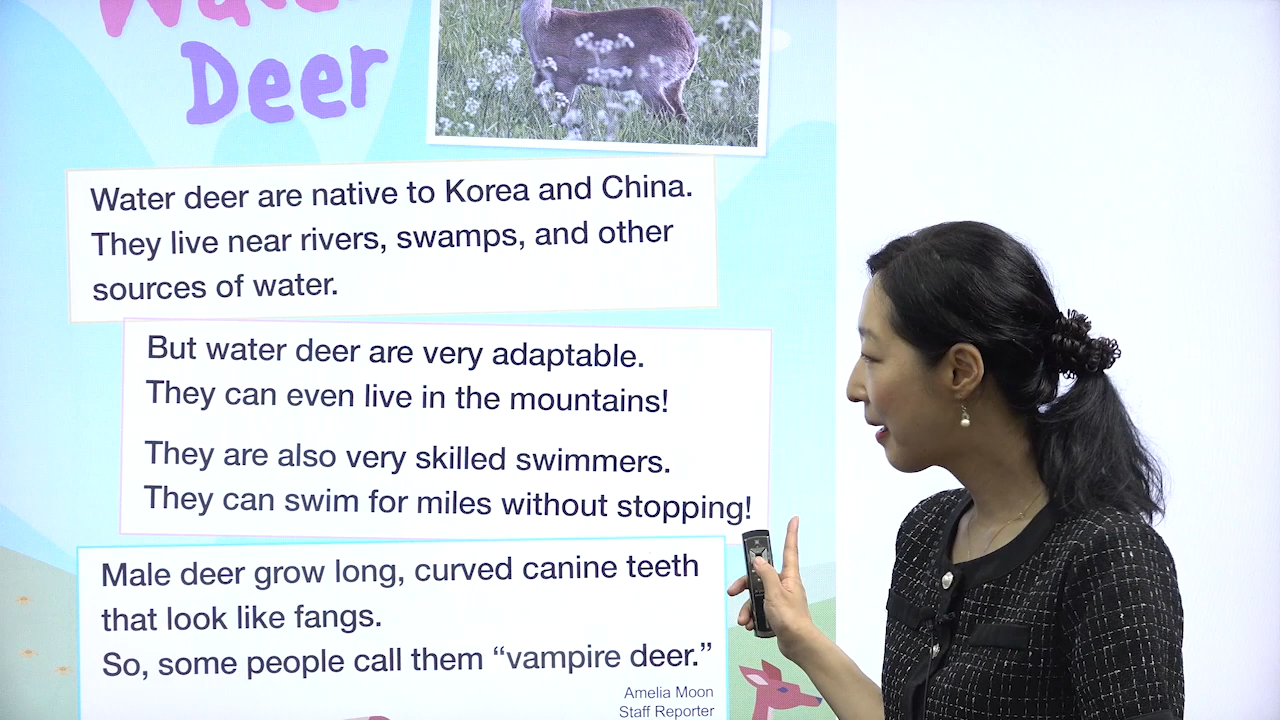 Water
Deer
Water deer are native to Korea and China.
They live near rivers, swamps, and other
sources of water.
But water deer are very adaptable.
They can even live in the mountains!
They are also very skilled swimmers.
They can swim for miles without stopping!
Male deer grow long, curved canine teeth
that look like fangs.
So, some people call them “vampire deer.”
Amelia Moon
Staff Reporter